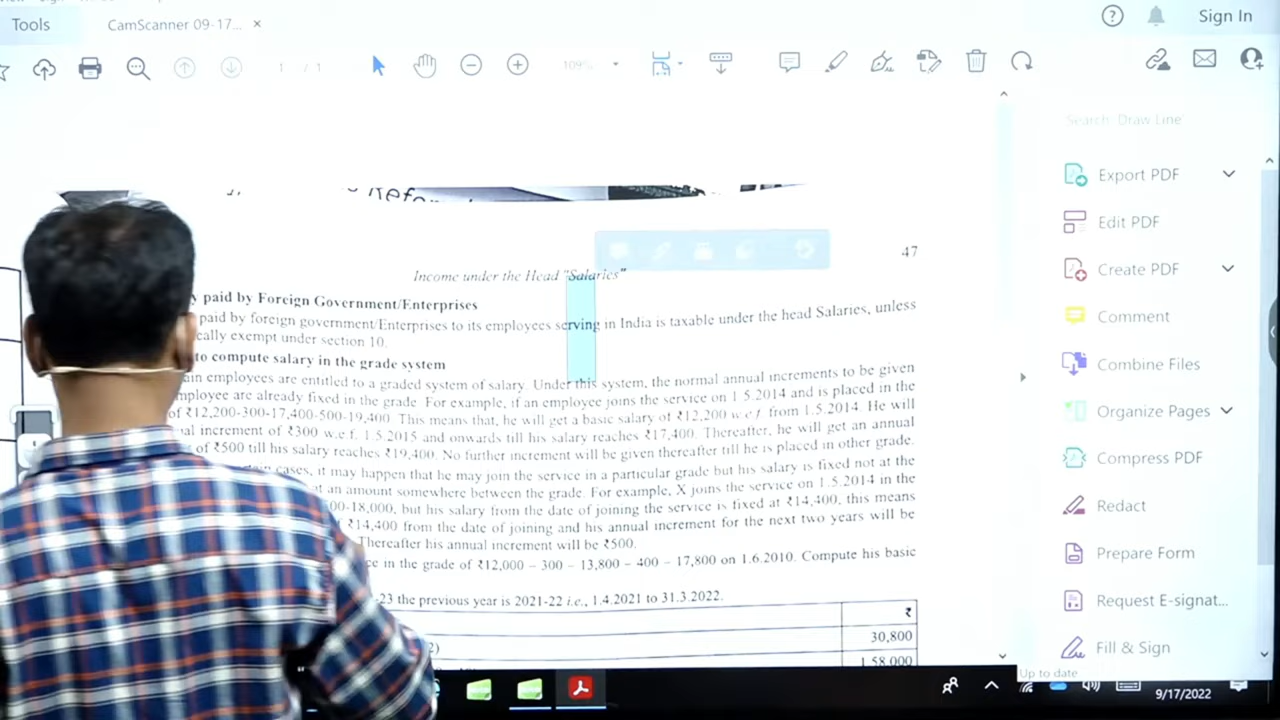 Tools
CamScanner 09-17...
Sign In
1 / 1
109%
Search: Draw Line
Export PDF
Edit PDF
Create PDF
Comment
Combine Files
Organize Pages
Compress PDF
Redact
Prepare Form
Request E-signat...
Fill & Sign
47
Income under the Head "Salaries"
y paid by Foreign Government/Enterprises
paid by foreign government/Enterprises to its employees serving in India is taxable under the head Salaries, unless
cally exempt under section 10.
to compute salary in the grade system
ain employees are entitled to a graded system of salary. Under this system, the normal annual increments to be given
mployee are already fixed in the grade. For example, if an employee joins the service on 1.5.2014 and is placed in the
of ₹12,200-300-17,400-500-19,400. This means that, he will get a basic salary of ₹12,200 w.e.f. from 1.5.2014. He will
al increment of ₹300 w.e.f. 1.5.2015 and onwards till his salary reaches ₹17,400. Thereafter, he will get an annual
of ₹500 till his salary reaches ₹19,400. No further increment will be given thereafter till he is placed in other grade.
cases, it may happen that he may join the service in a particular grade but his salary is fixed not at the
at an amount somewhere between the grade. For example, X joins the service on 1.5.2014 in the
00-18,000, but his salary from the date of joining the service is fixed at ₹14,400, this means
₹14,400 from the date of joining and his annual increment for the next two years will be
Thereafter his annual increment will be ₹500.
ce in the grade of ₹12,000 – 300 – 13,800 – 400 – 17,800 on 1.6.2010. Compute his basic
-23 the previous year is 2021-22 i.e., 1.4.2021 to 31.3.2022.
₹
2)
30,800
1,58,000
Up to date
9/17/2022